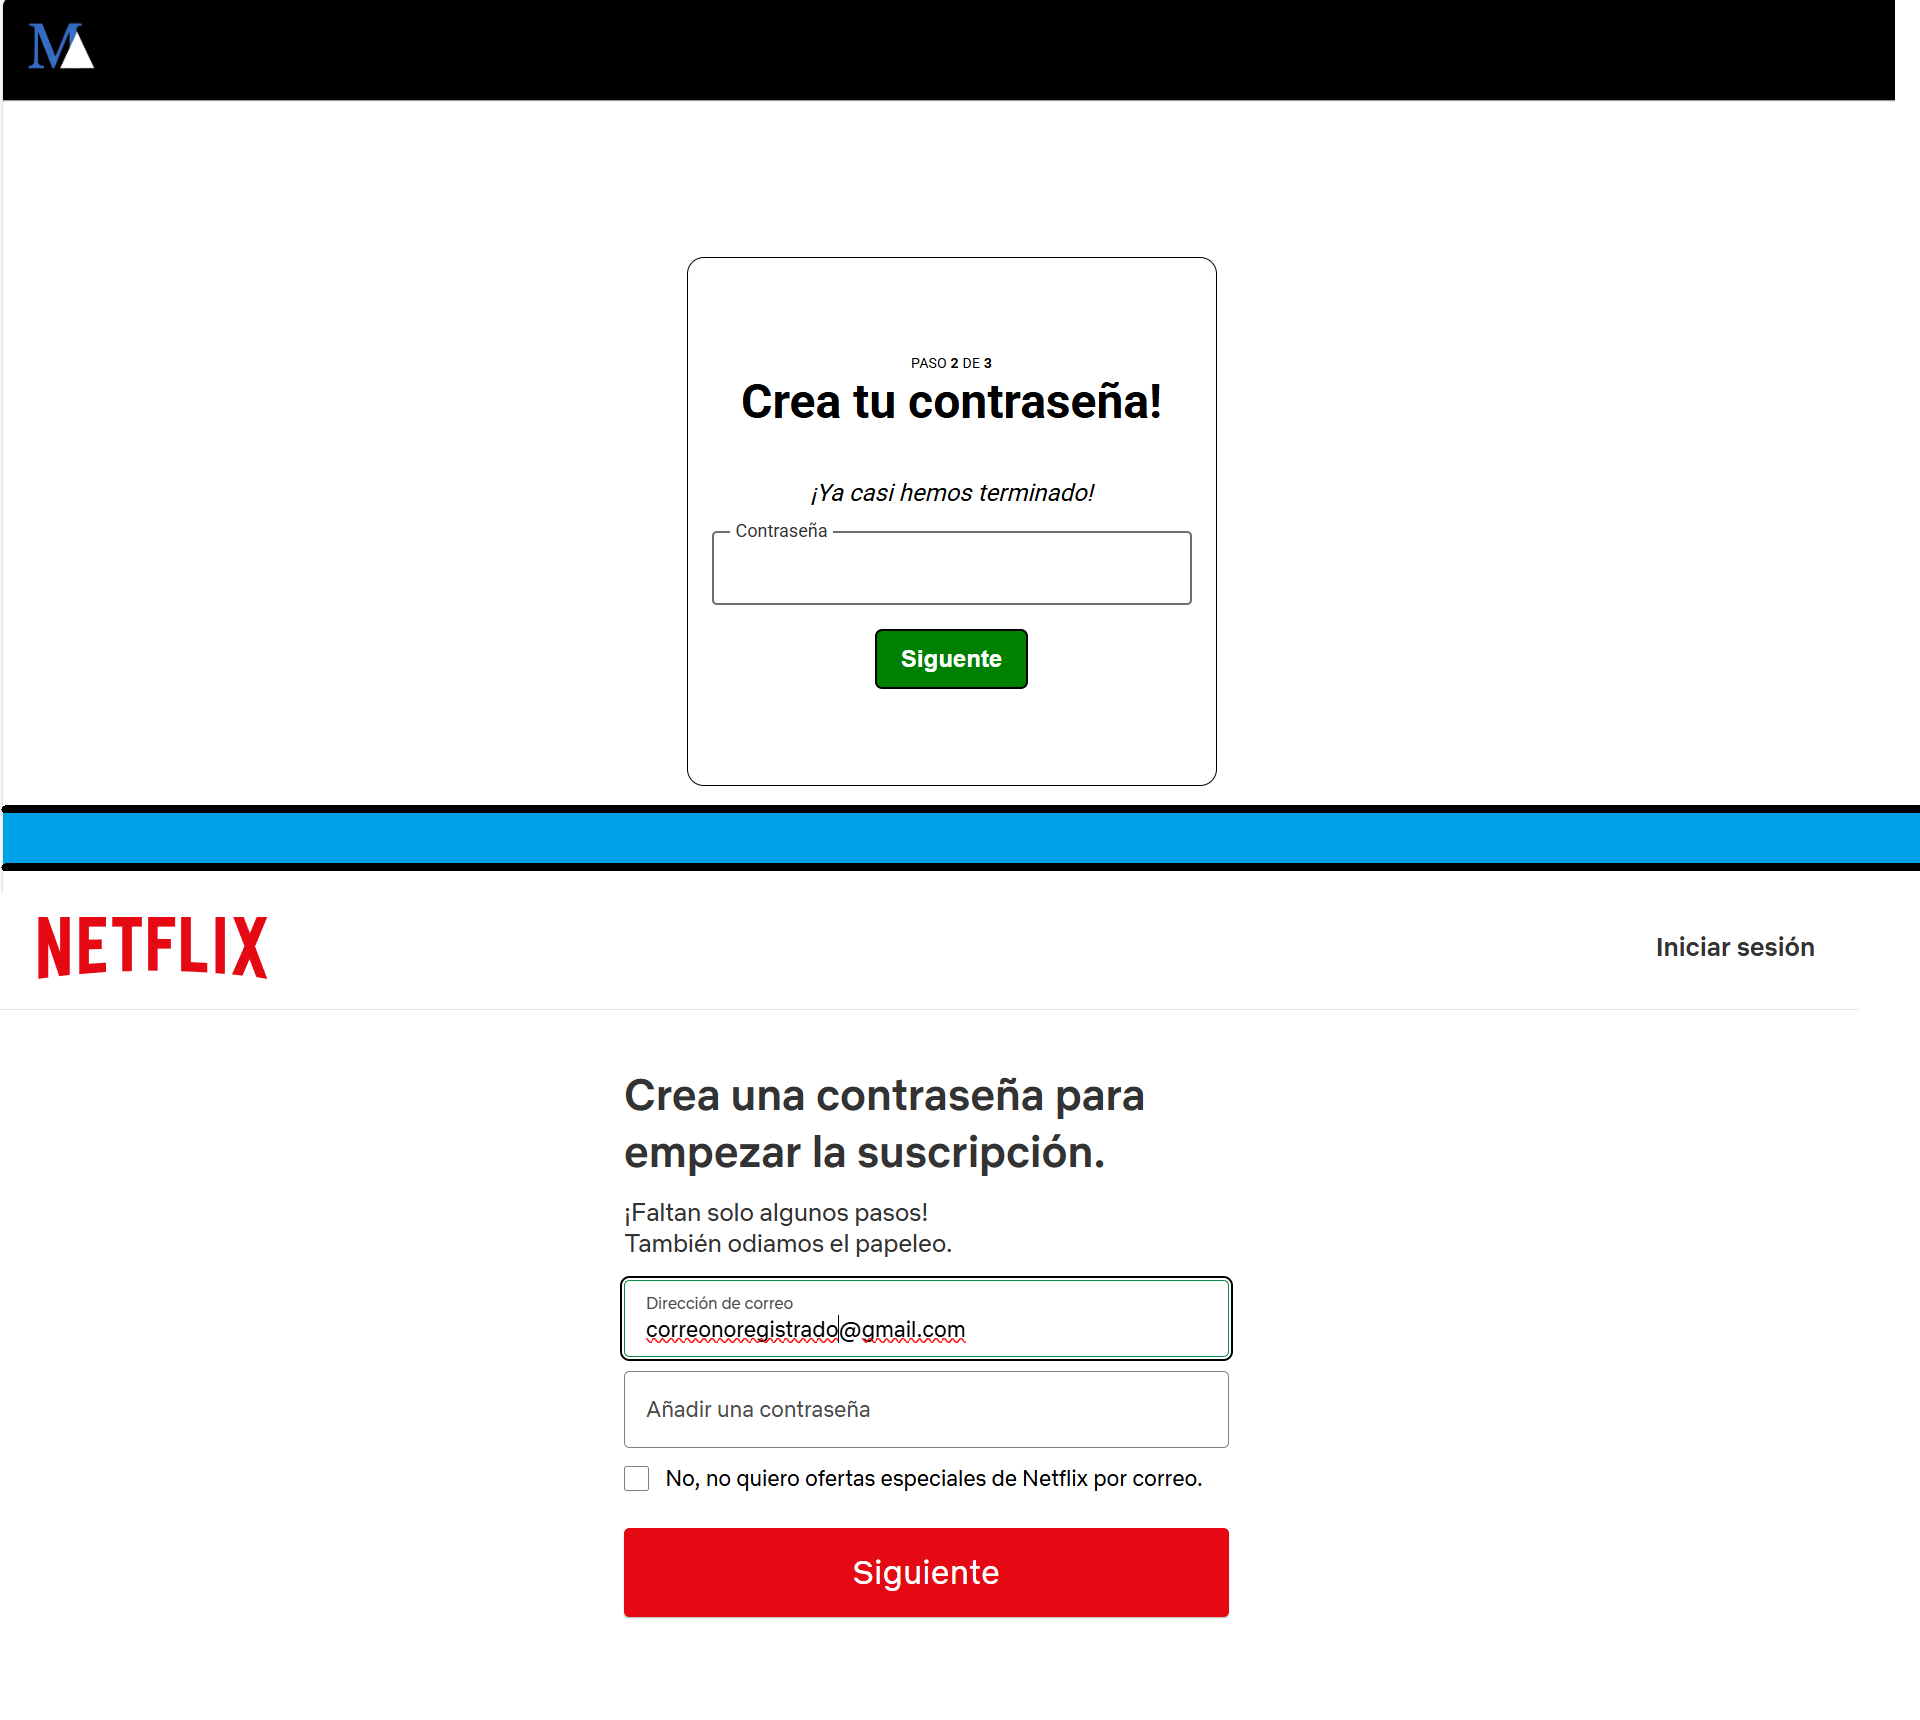 M
PASO 2 DE 3
Crea tu contraseña!
¡Ya casi hemos terminado!
Contraseña
Siguente
NETFLIX
Iniciar sesión
Crea una contraseña para
empezar la suscripción.
¡Faltan solo algunos pasos!
También odiamos el papeleo.
Dirección de correo
correonoregistrado@gmail.com
Añadir una contraseña
No, no quiero ofertas especiales de Netflix por correo.
Siguiente